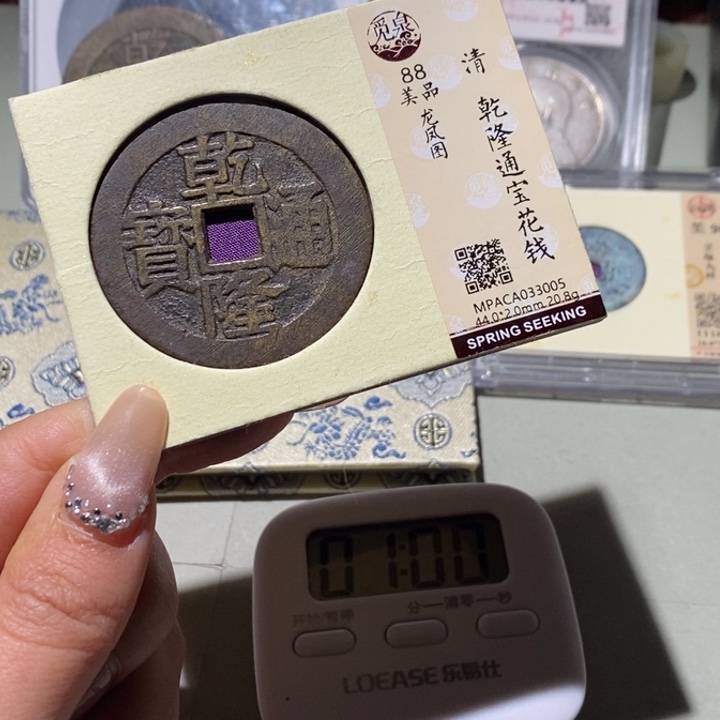 觅泉
88
美品
龙凤图
清
乾隆通宝花钱
MPACA033005
44.0*2.0mm 20.8g
SPRING SEEKING
乾隆通寶
01:00
开始/暂停
分—清零—秒
LOEASE 乐易仕